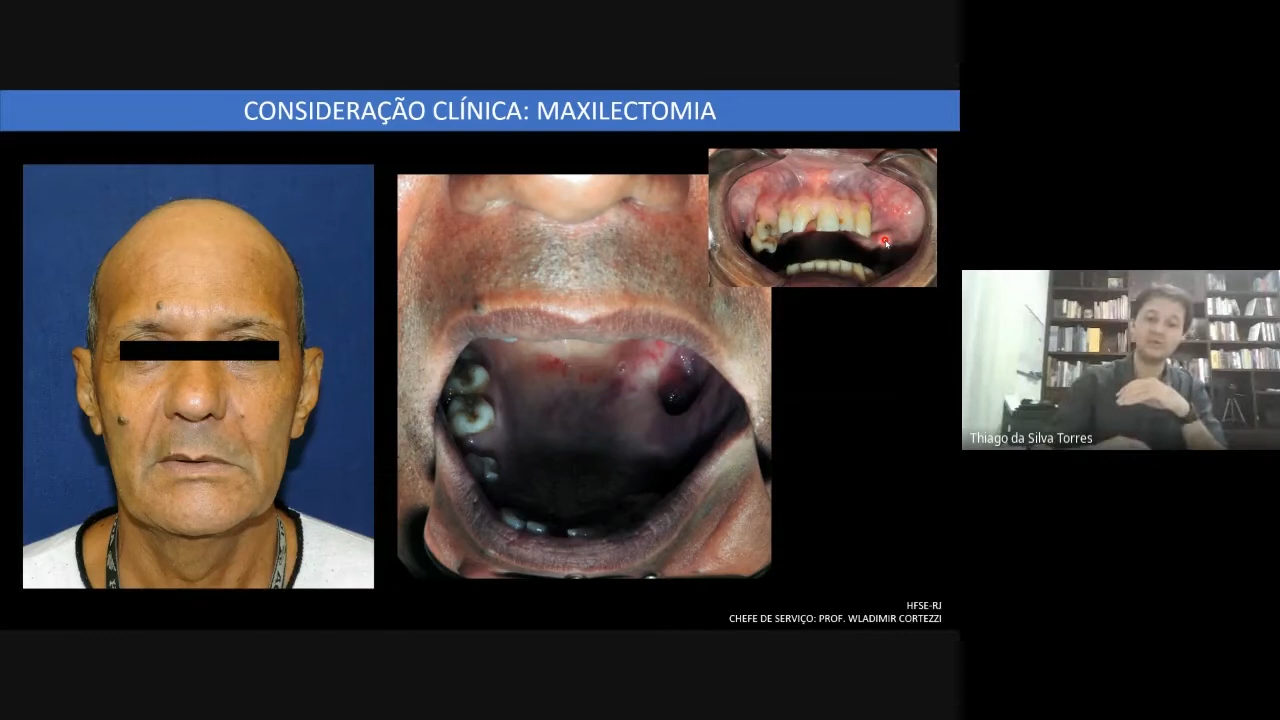 CONSIDERAÇÃO CLÍNICA: MAXILECTOMIA
Thiago da Silva Torres
HFSE-RJ
CHEFE DE SERVIÇO: PROF. WLADIMIR CORTEZZI